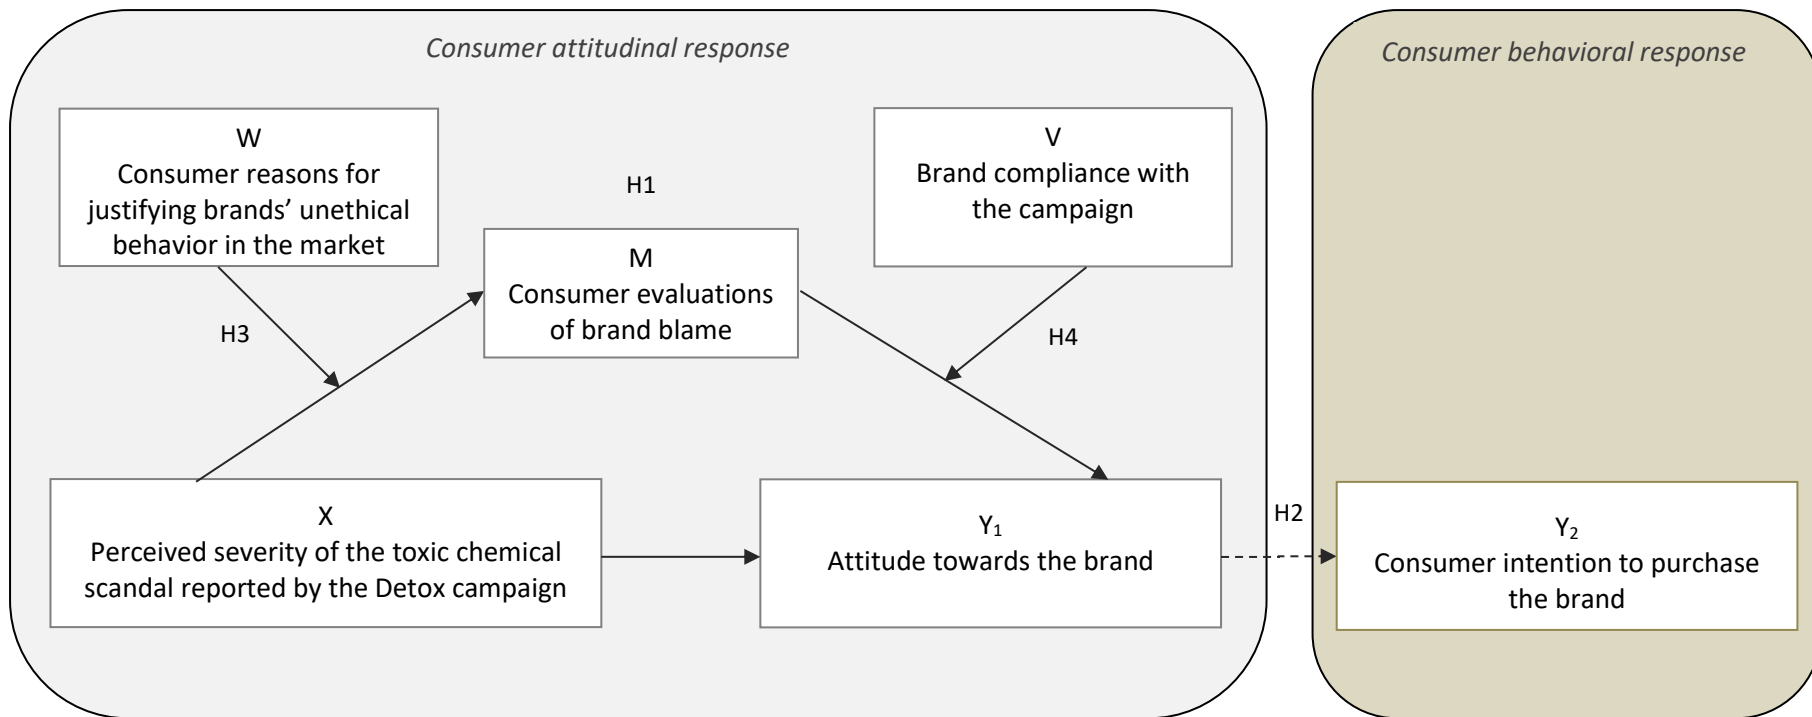 Consumer attitudinal response
Consumer behavioral response
W
Consumer reasons for
justifying brands’ unethical
behavior in the market
H1
V
Brand compliance with
the campaign
M
Consumer evaluations
of brand blame
H3
H4
X
Perceived severity of the toxic chemical
scandal reported by the Detox campaign
Y₁
Attitude towards the brand
H2
Y₂
Consumer intention to purchase
the brand